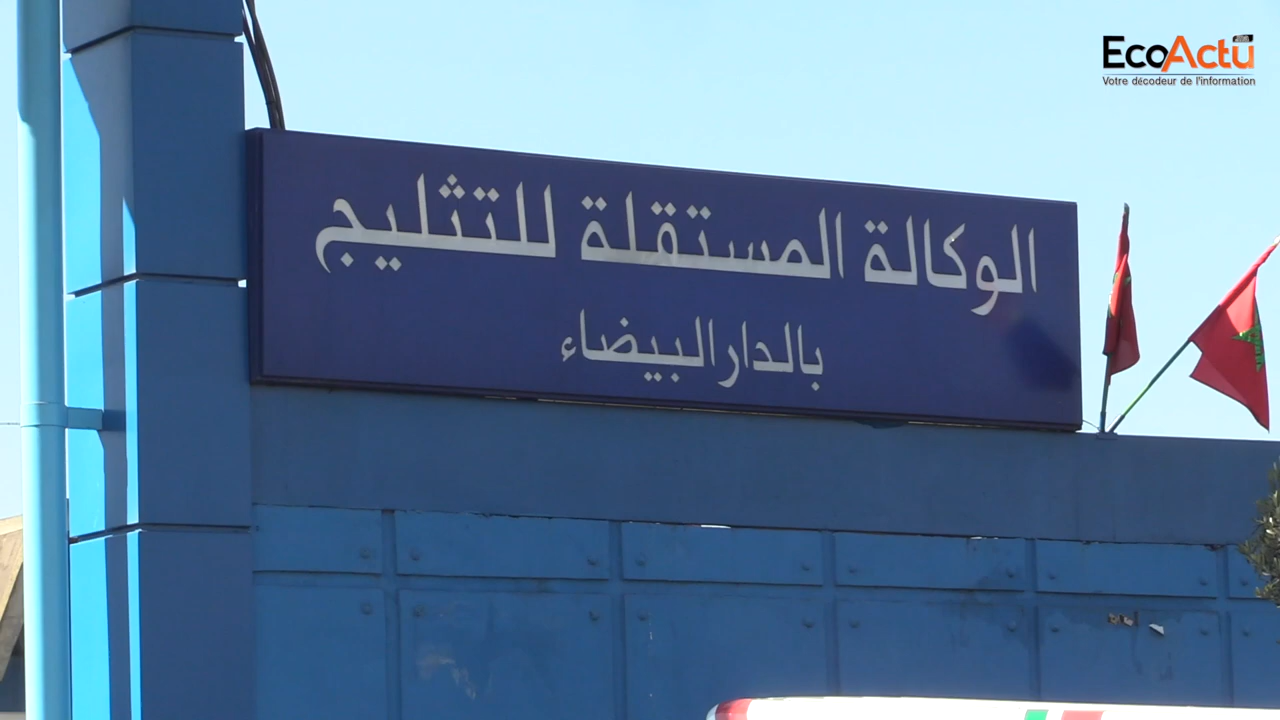 EcoActu
Votre décodeur de l'information
الوكالة المستقلة للتثليج
بالدار البيضاء